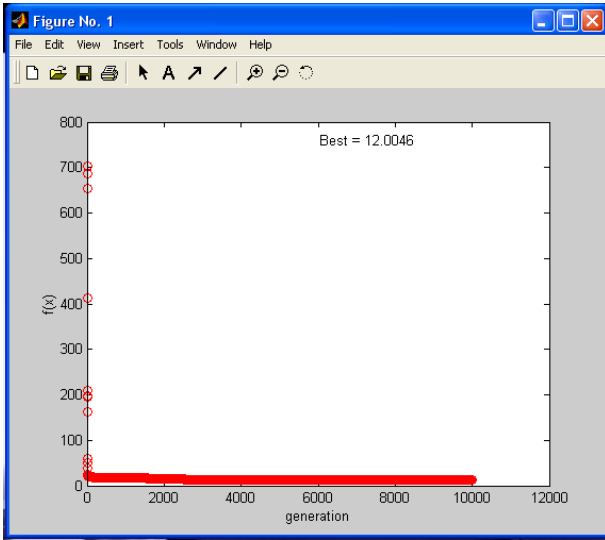 Figure No. 1
File Edit View Insert Tools Window Help
A
Best = 12.0046
800
700
600
500
400
300
200
100
0
f(x)
0 2000 4000 6000 8000 10000 12000
generation